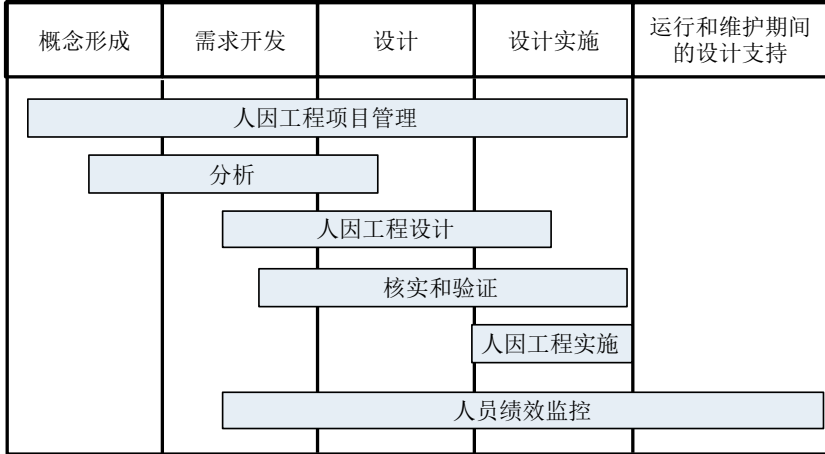 概念形成
需求开发
设计
设计实施
运行和维护期间
的设计支持
人因工程项目管理
分析
人因工程设计
核实和验证
人因工程实施
人员绩效监控